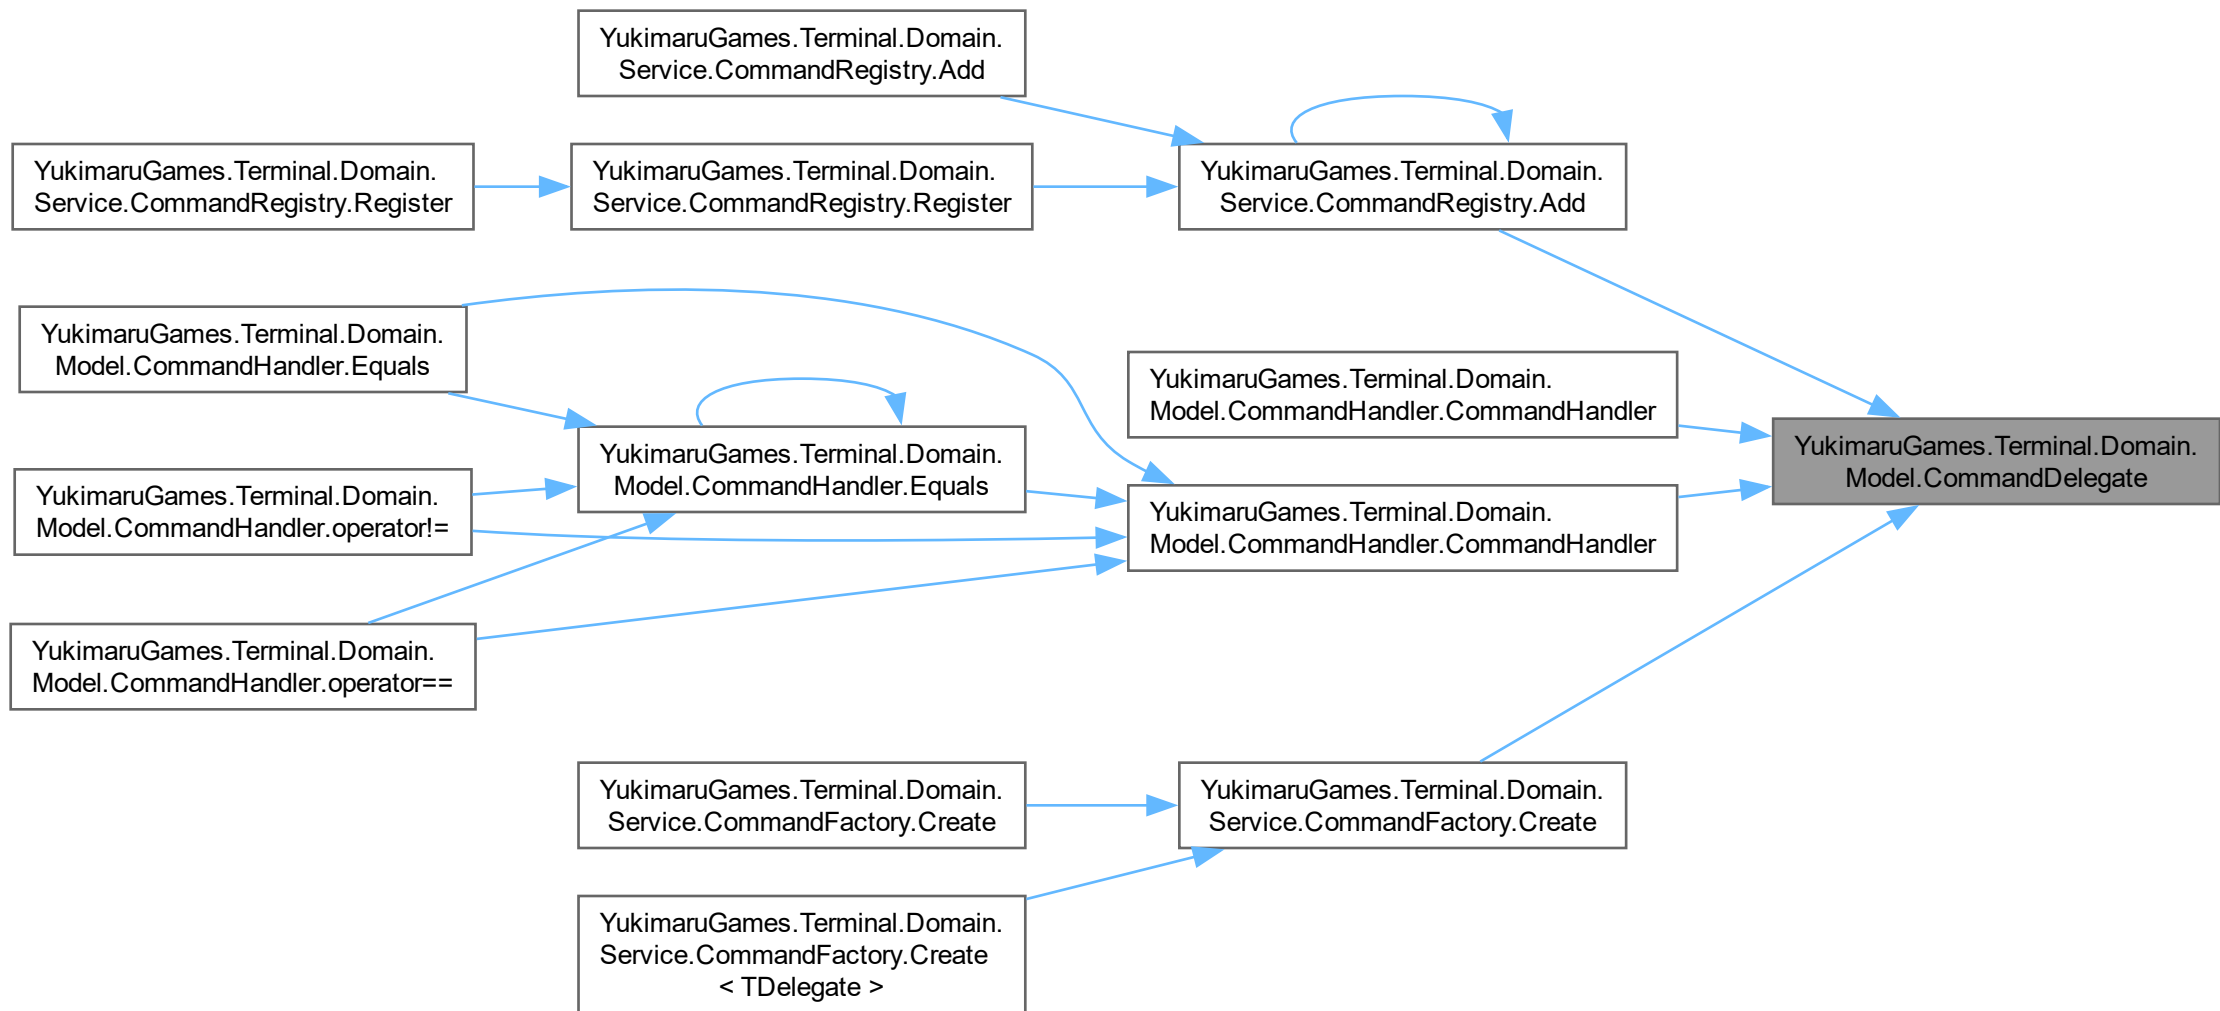 YukimaruGames.Terminal.Domain.
Service.CommandRegistry.Add
YukimaruGames.Terminal.Domain.
Service.CommandRegistry.Register
YukimaruGames.Terminal.Domain.
Service.CommandRegistry.Register
YukimaruGames.Terminal.Domain.
Service.CommandRegistry.Add
YukimaruGames.Terminal.Domain.
Model.CommandHandler.Equals
YukimaruGames.Terminal.Domain.
Model.CommandHandler.CommandHandler
YukimaruGames.Terminal.Domain.
Model.CommandHandler.Equals
YukimaruGames.Terminal.Domain.
Model.CommandDelegate
YukimaruGames.Terminal.Domain.
Model.CommandHandler.operator!=
YukimaruGames.Terminal.Domain.
Model.CommandHandler.CommandHandler
YukimaruGames.Terminal.Domain.
Model.CommandHandler.operator==
YukimaruGames.Terminal.Domain.
Service.CommandFactory.Create
YukimaruGames.Terminal.Domain.
Service.CommandFactory.Create
YukimaruGames.Terminal.Domain.
Service.CommandFactory.Create
< TDelegate >